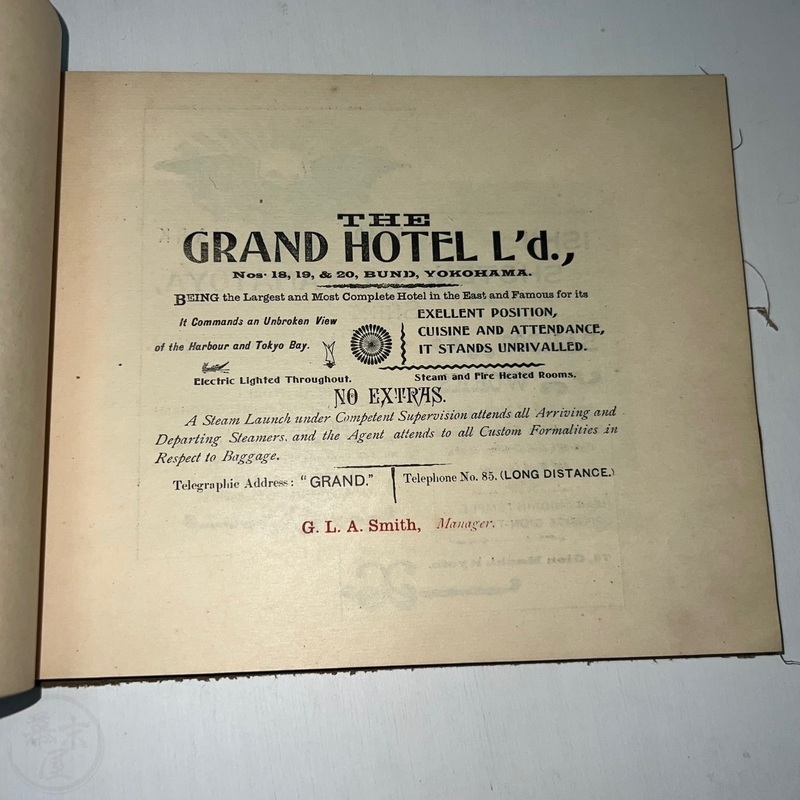 THE
GRAND HOTEL L'd.,
Nos. 18, 19, & 20, BUND, YOKOHAMA.
BEING the Largest and Most Complete Hotel in the East and Famous for its
It Commands an Unbroken View
of the Harbour and Tokyo Bay.
EXELLENT POSITION,
CUISINE AND ATTENDANCE,
IT STANDS UNRIVALLED.
Electric Lighted Throughout.
Steam and Fire Heated Rooms.
NO EXTRAS.
A Steam Launch under Competent Supervision attends all Arriving and
Departing Steamers, and the Agent attends to all Custom Formalities in
Respect to Baggage.
Telegraphic Address: "GRAND."
Telephone No. 85. (LONG DISTANCE.)
G. L. A. Smith, Manager.